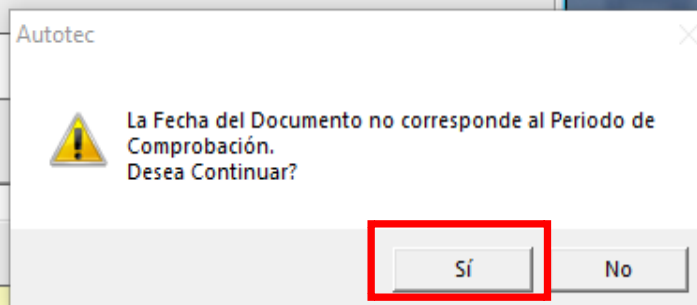 Autotec
La Fecha del Documento no corresponde al Periodo de
Comprobación.
Desea Continuar?
Sí
No